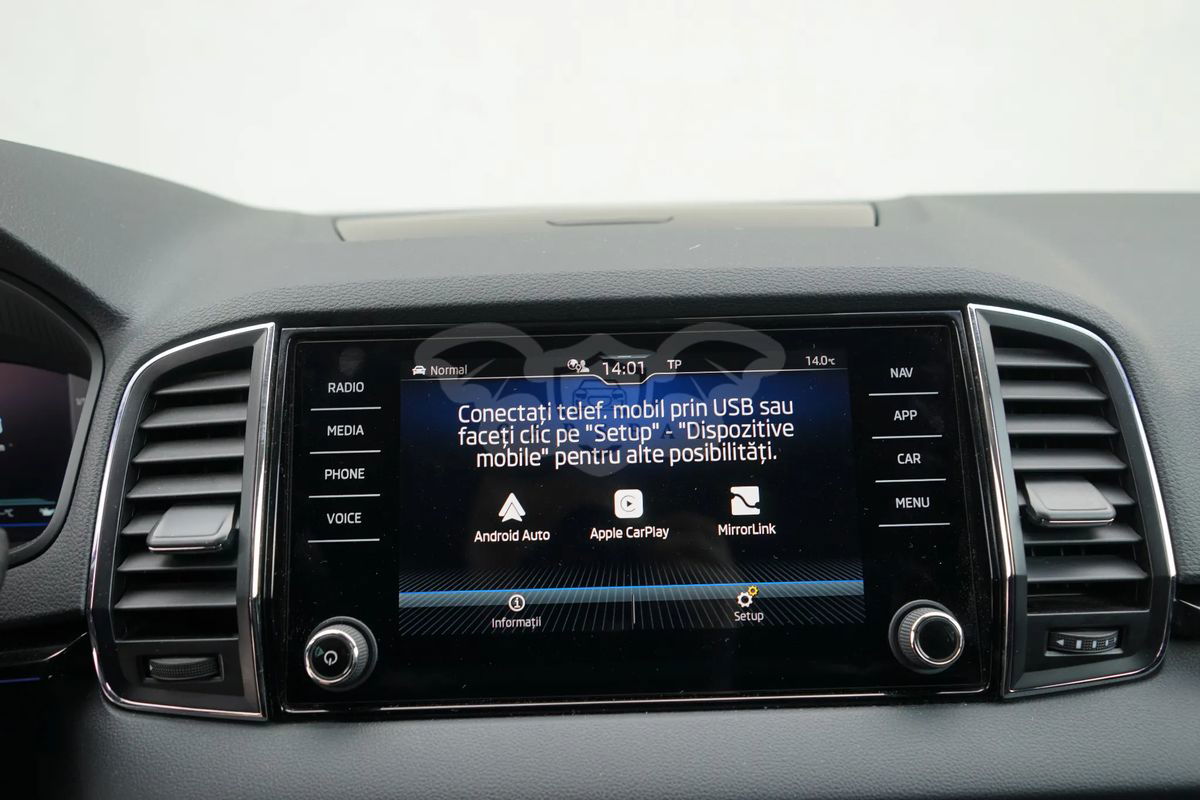 Normal
14:01
TP
14.0°C
RADIO
MEDIA
PHONE
VOICE
Conectați telef. mobil prin USB sau
faceți clic pe "Setup" - "Dispozitive
mobile" pentru alte posibilități.
Android Auto
Apple CarPlay
MirrorLink
Informații
Setup
NAV
APP
CAR
MENU